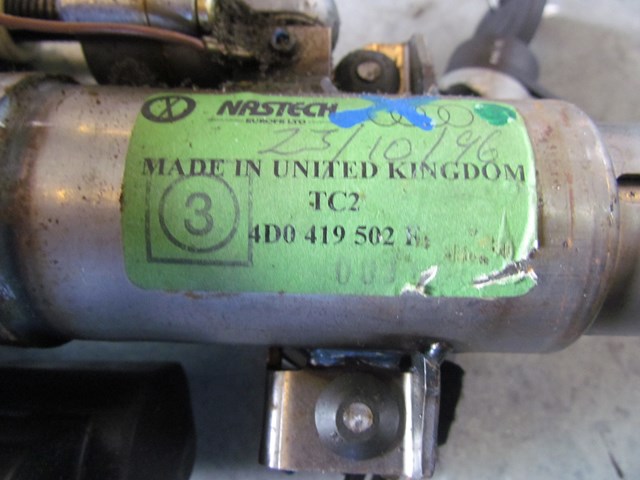 NASTECH
EUROPE LTD
23/10/96
MADE IN UNITED KINGDOM
TC2
3
4D0 419 502